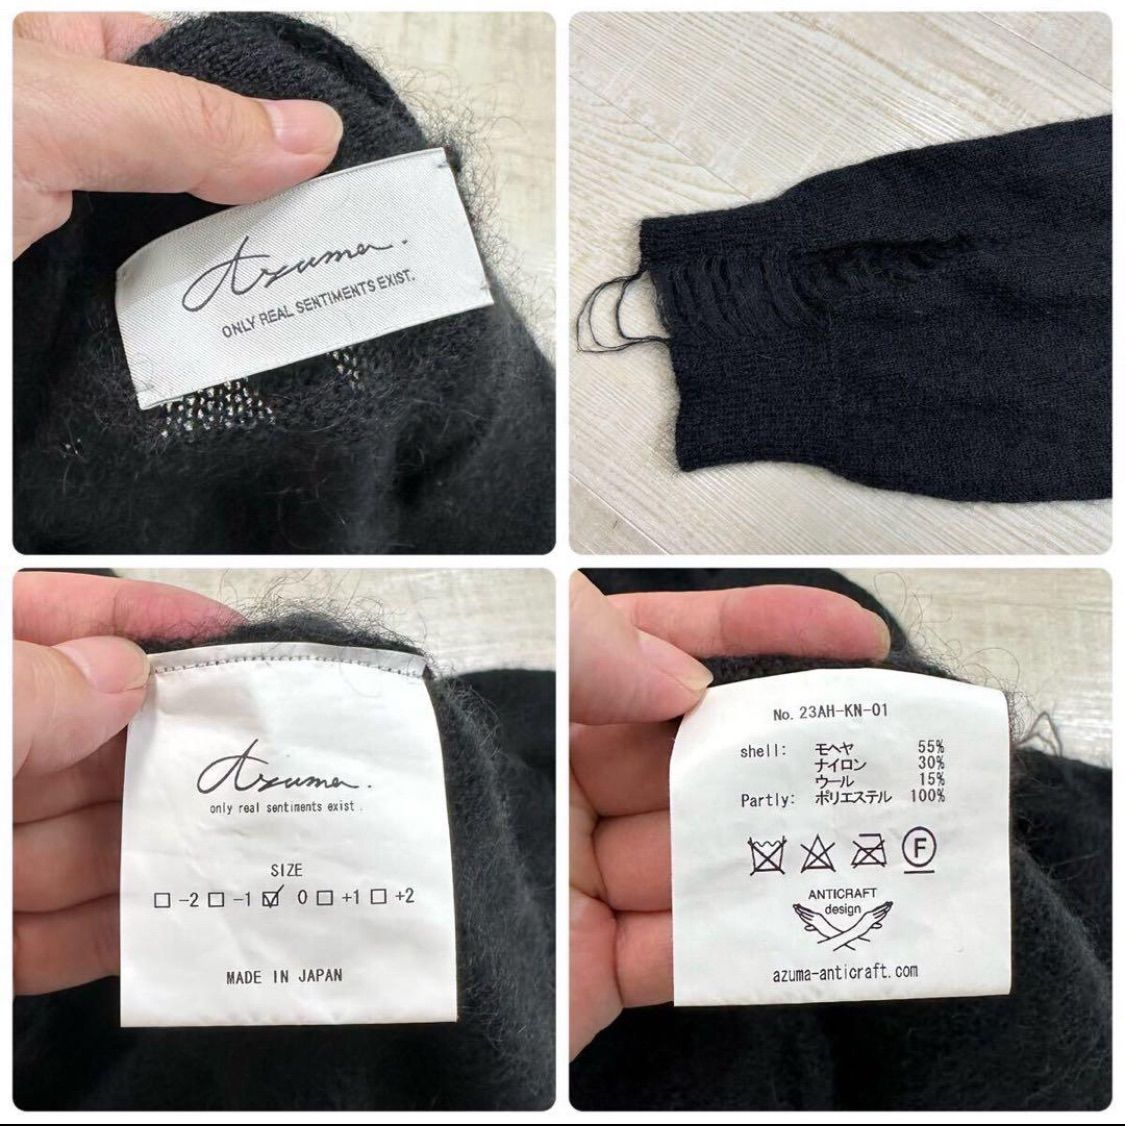 Azuma.
ONLY REAL SENTIMENTS EXIST.
Azuma.
only real sentiments exist.
SIZE
-2 -1 0 +1 +2
MADE IN JAPAN
No. 23AH-KN-01
shell: モヘヤ 55%
ナイロン 30%
ウール 15%
Partly: ポリエステル 100%
F
ANTICRAFT
design
azuma-anticraft.com